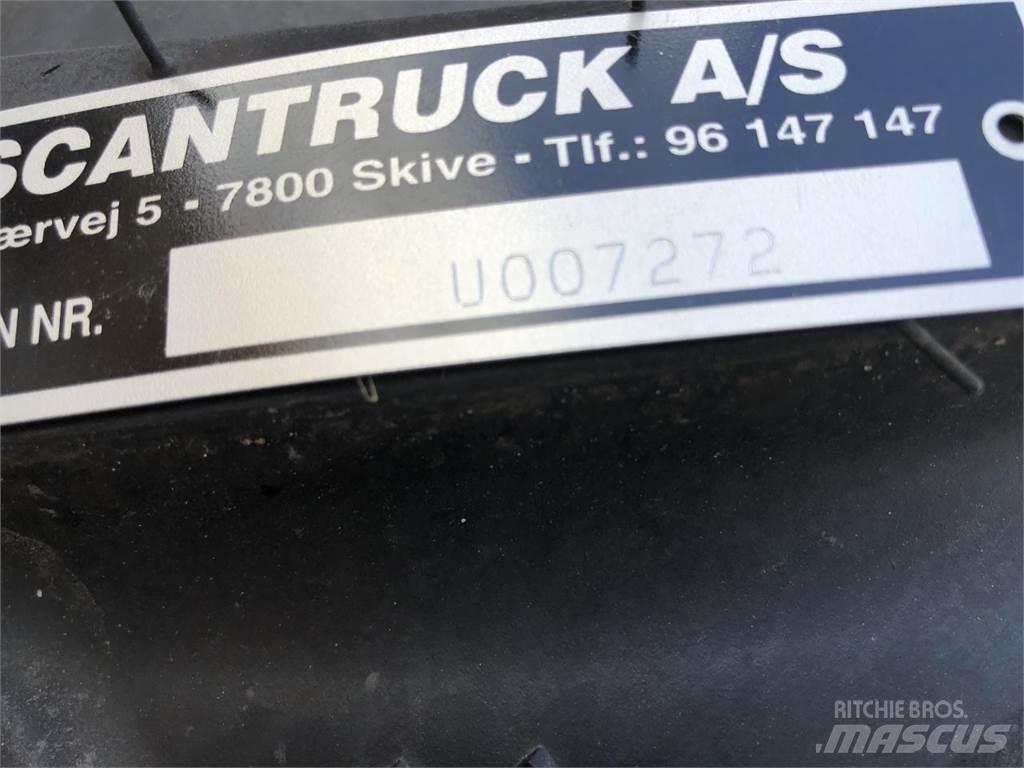 SCANTRUCK A/S
ærvej 5 - 7800 Skive - Tlf.: 96 147 147
N NR. U007272
RITCHIE BROS.
MASCUS